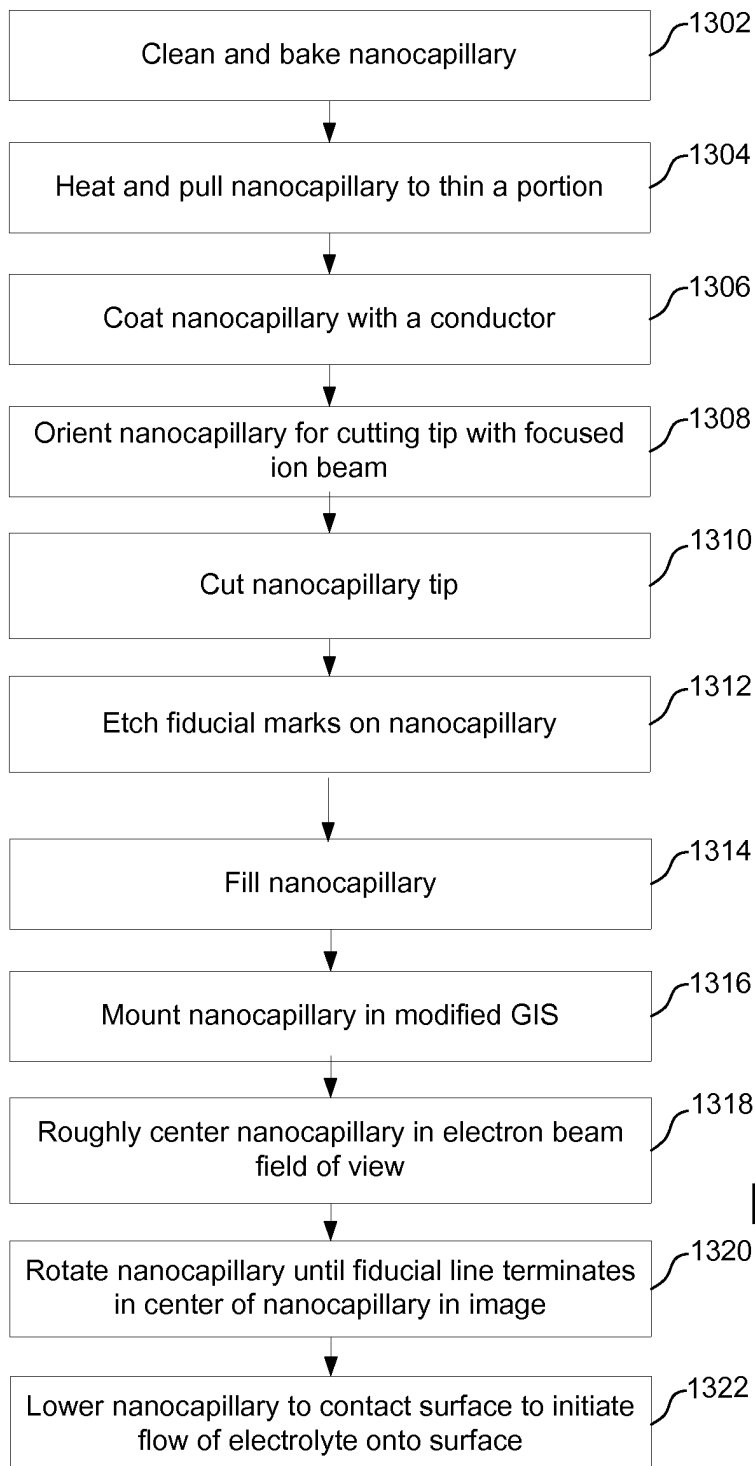 1302
Clean and bake nanocapillary
1304
Heat and pull nanocapillary to thin a portion
1306
Coat nanocapillary with a conductor
1308
Orient nanocapillary for cutting tip with focused
ion beam
1310
Cut nanocapillary tip
1312
Etch fiducial marks on nanocapillary
1314
Fill nanocapillary
1316
Mount nanocapillary in modified GIS
1318
Roughly center nanocapillary in electron beam
field of view
1320
Rotate nanocapillary until fiducial line terminates
in center of nanocapillary in image
1322
Lower nanocapillary to contact surface to initiate
flow of electrolyte onto surface